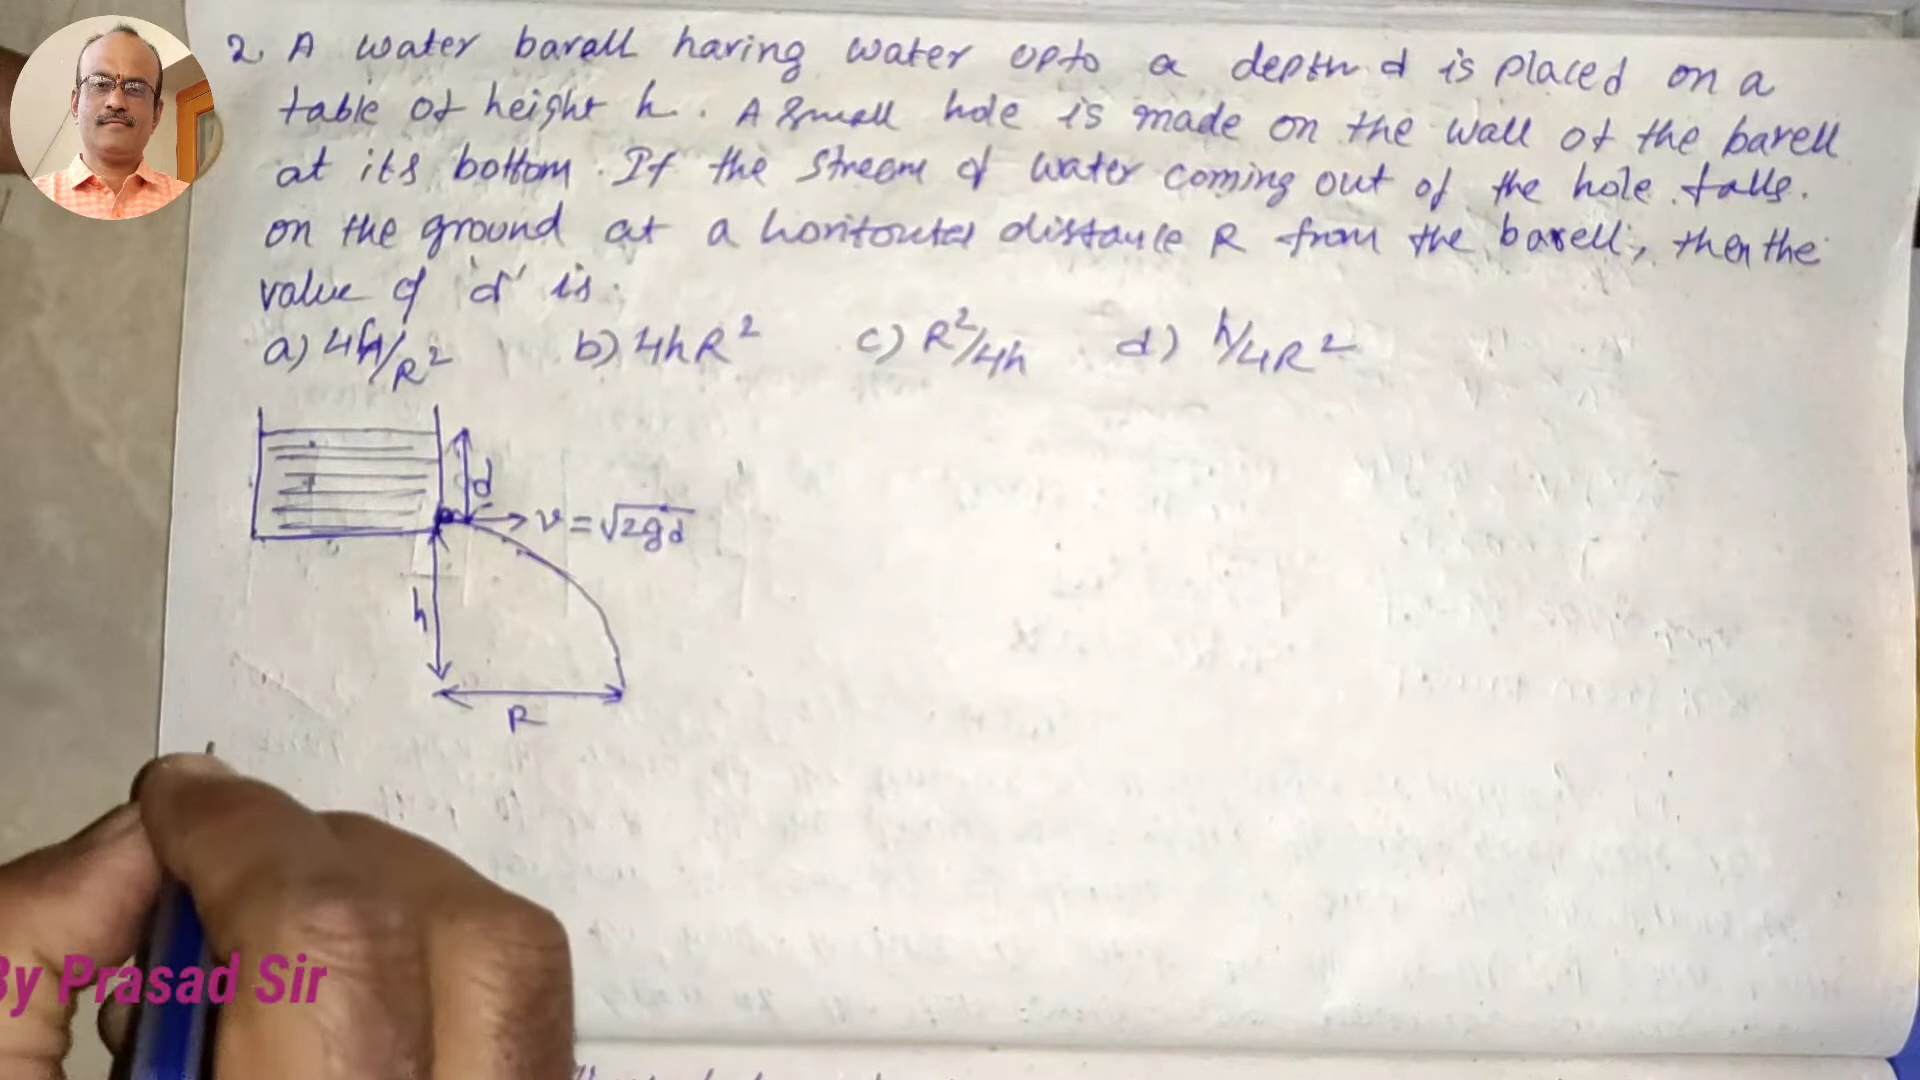 2. A water barall having water upto a depth d is placed on a
table of height h. A small hole is made on the wall of the barell
at its bottom. If the stream of water coming out of the hole falls.
on the ground at a horitontal distance R from the barell, then the
value of 'd' is.
a) 4h/R² b) 4hR² c) R²/4h d) h/4R²
d
v = √2gd
h
R
By Prasad Sir